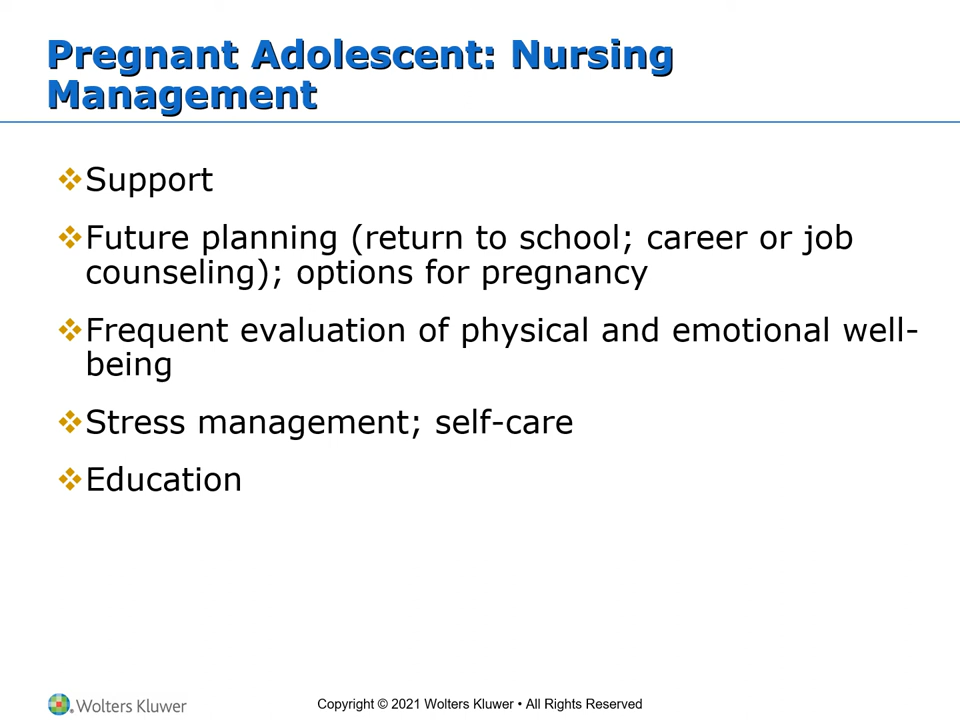 Pregnant Adolescent: Nursing
Management
❖Support
❖Future planning (return to school; career or job
counseling); options for pregnancy
❖Frequent evaluation of physical and emotional well-
being
❖Stress management; self-care
❖Education
Wolters Kluwer
Copyright © 2021 Wolters Kluwer • All Rights Reserved